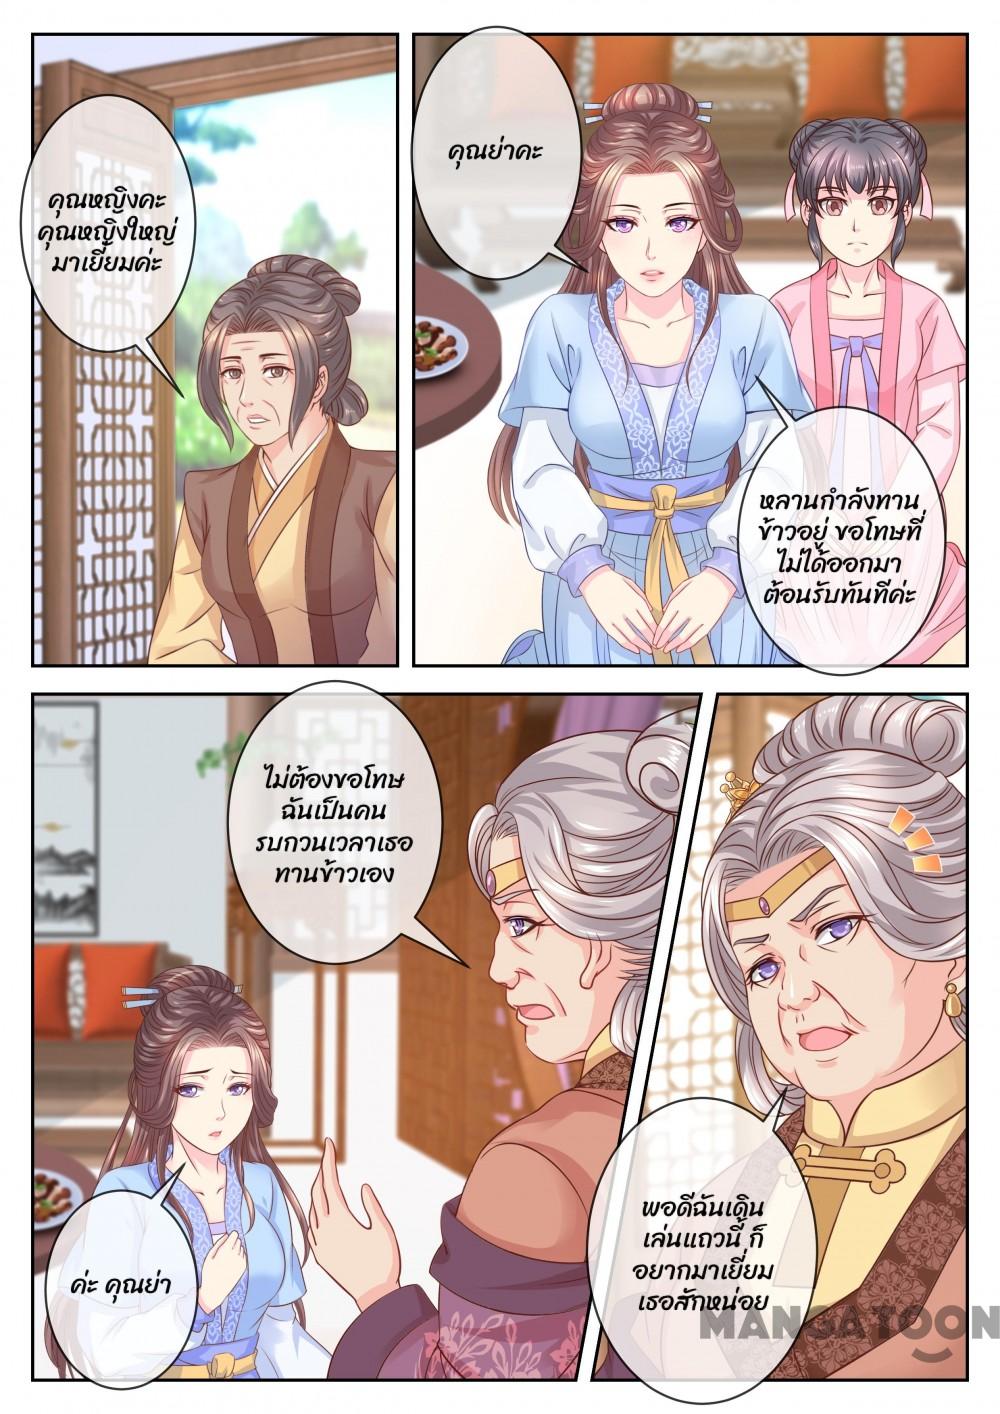 คุณหญิงคะ
คุณหญิงใหญ่
มาเยี่ยมค่ะ
คุณย่าคะ
หลานกำลังทาน
ข้าวอยู่ ขอโทษที่
ไม่ได้ออกมา
ต้อนรับทันทีค่ะ
ไม่ต้องขอโทษ
ฉันเป็นคน
รบกวนเวลาเธอ
ทานข้าวเอง
ค่ะ คุณย่า
พอดีฉันเดิน
เล่นแถวนี้ ก็
อยากมาเยี่ยม
เธอสักหน่อย
MANGATOON